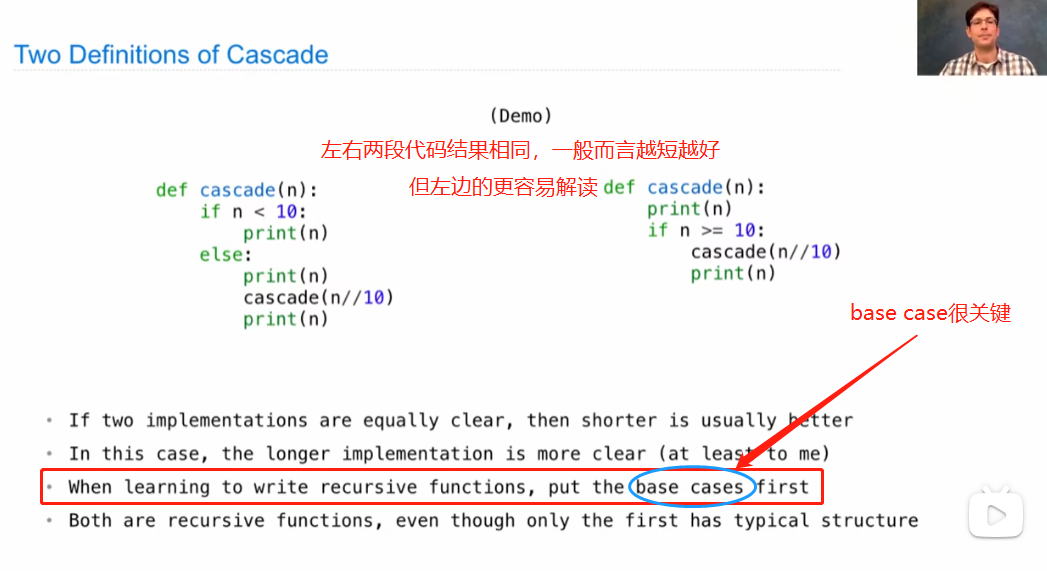 Two Definitions of Cascade
(Demo)
左右两段代码结果相同，一般而言越短越好
但左边的更容易解读
def cascade(n):
    if n < 10:
        print(n)
    else:
        print(n)
        cascade(n//10)
        print(n)
def cascade(n):
    print(n)
    if n >= 10:
        cascade(n//10)
        print(n)
base case很关键
• If two implementations are equally clear, then shorter is usually better
• In this case, the longer implementation is more clear (at least to me)
• When learning to write recursive functions, put the base cases first
• Both are recursive functions, even though only the first has typical structure